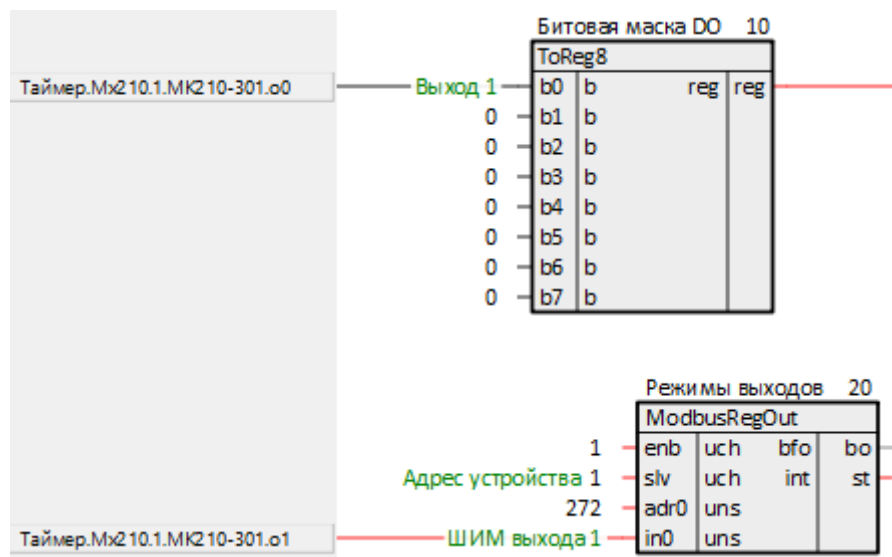 Битовая маска DO 10
ToReg8
Таймер.Mx210.1.МК210-301.o0 Выход 1 b0 b reg reg
0 b1 b
0 b2 b
0 b3 b
0 b4 b
0 b5 b
0 b6 b
0 b7 b
Режимы выходов 20
ModbusRegOut
1 enb uch bfo bo
Адрес устройства 1 slv uch int st
272 adr0 uns
Таймер.Mx210.1.МК210-301.o1 ШИМ выхода 1 in0 uns